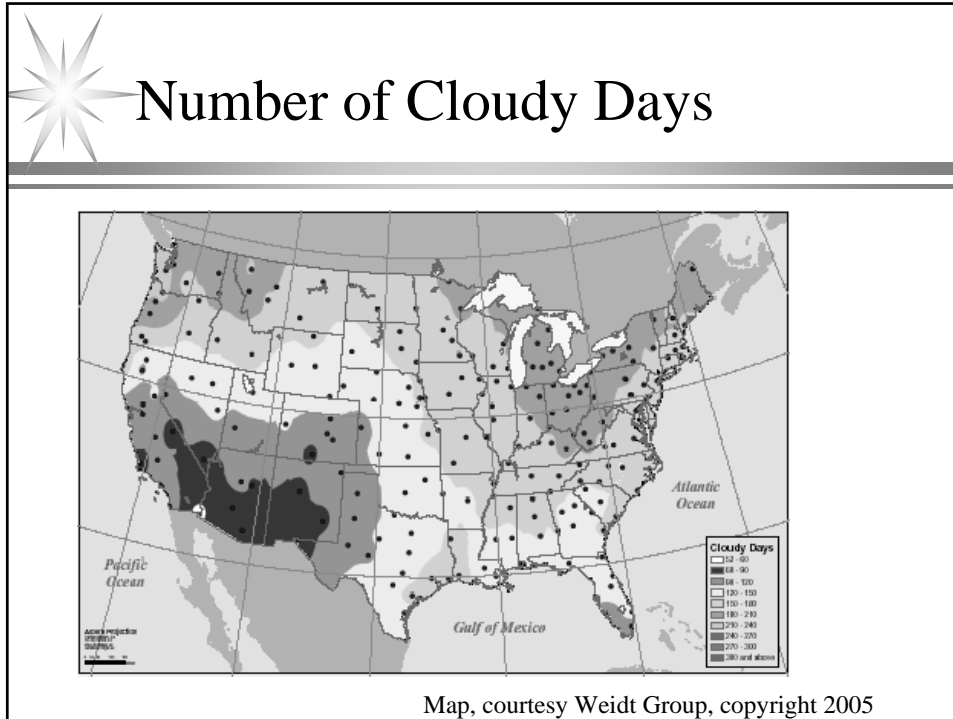 Number of Cloudy Days
Atlantic
Ocean
Pacific
Ocean
Gulf of Mexico
Cloudy Days
52 - 60
60 - 90
90 - 120
120 - 150
150 - 180
180 - 210
210 - 240
240 - 270
270 - 300
300 and above
Map, courtesy Weidt Group, copyright 2005